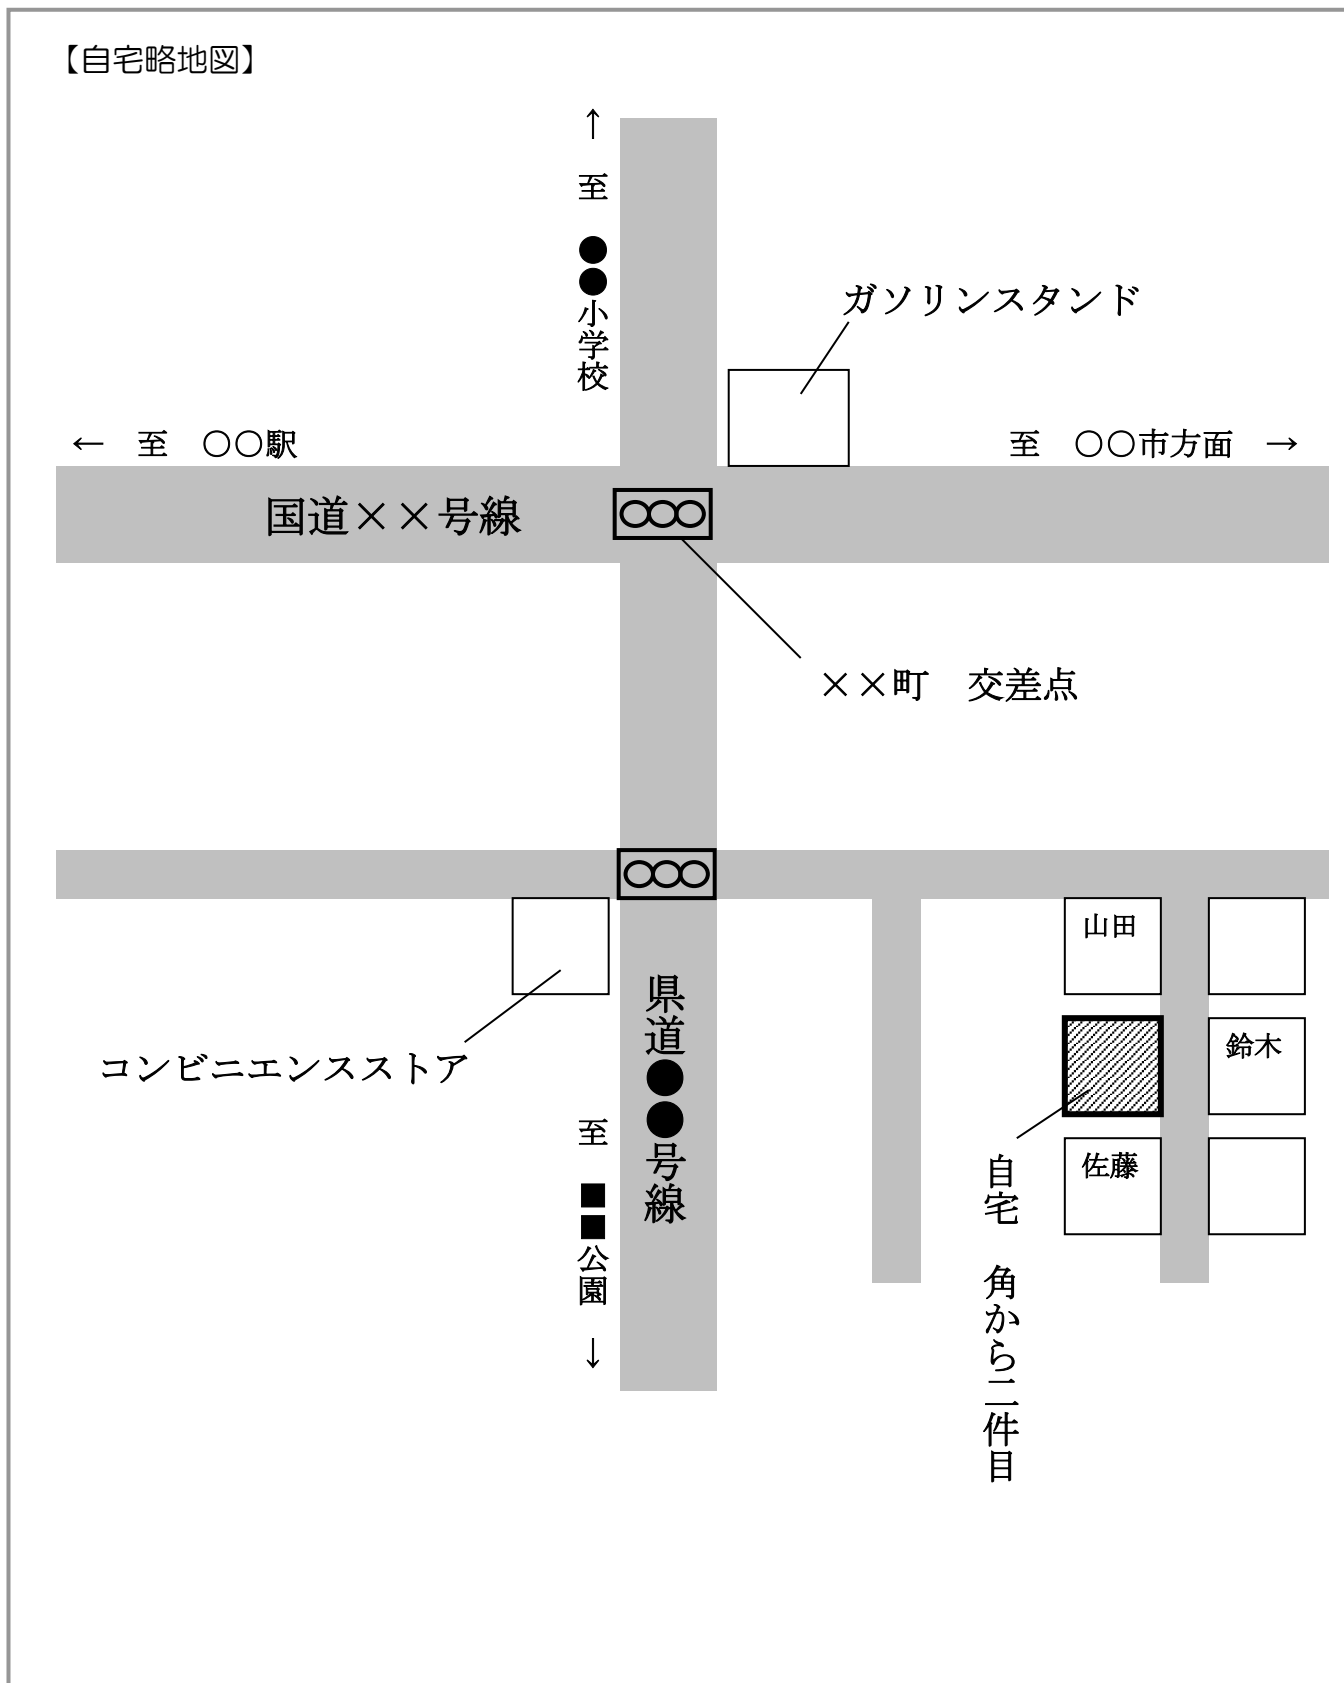 【自宅略地図】
↑　至　●●小学校
ガソリンスタンド
←　至　〇〇駅
至　〇〇市方面　→
国道××号線
××町　交差点
山田
県道●●号線
鈴木
コンビニエンスストア
至　■■公園　↓
佐藤
自宅　角から二件目